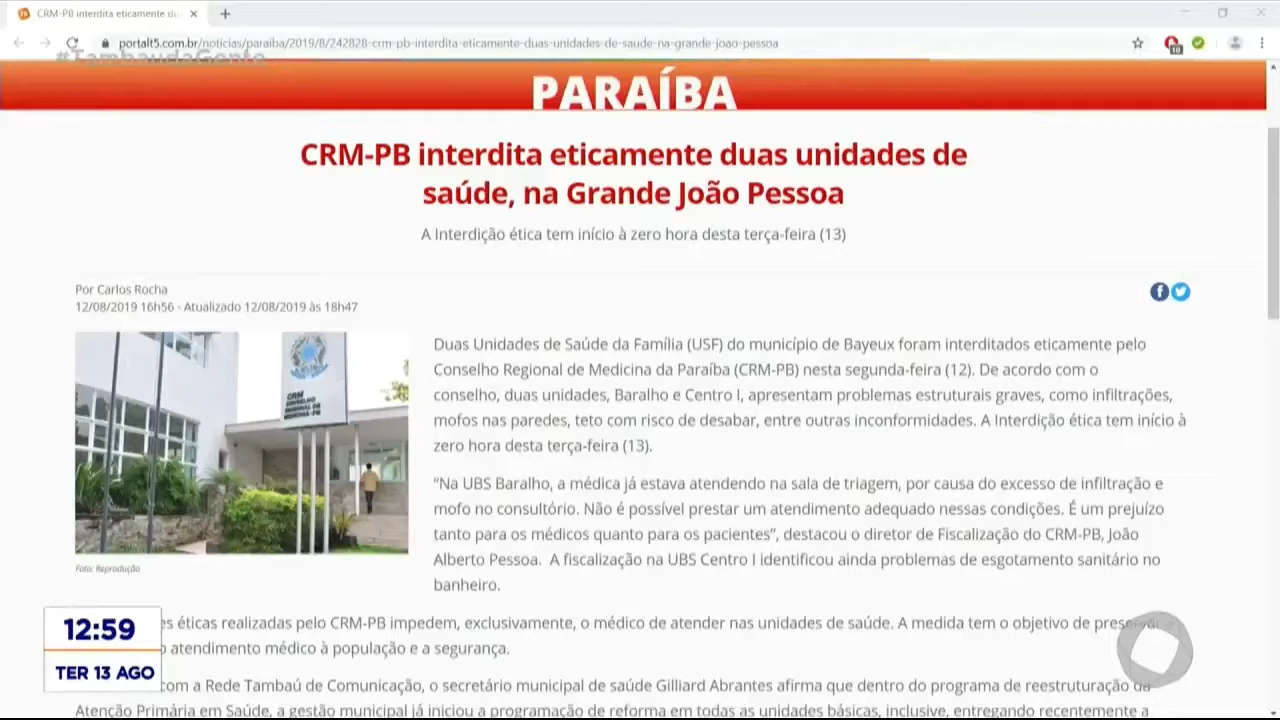 CRM-PB interdita eticamente du
portalt5.com.br/noticias/paraiba/2019/8/242828-crm-pb-interdita-eticamente-duas-unidades-de-saude-na-grande-joao-pessoa
#TambaudaGente
PARAÍBA
CRM-PB interdita eticamente duas unidades de
saúde, na Grande João Pessoa
A Interdição ética tem início à zero hora desta terça-feira (13)
Por Carlos Rocha
12/08/2019 16h56 - Atualizado 12/08/2019 às 18h47
CRM
CONSELHO
REGIONAL DE
MEDICINA-PB
Foto: Reprodução
Duas Unidades de Saúde da Família (USF) do município de Bayeux foram interditados eticamente pelo
Conselho Regional de Medicina da Paraíba (CRM-PB) nesta segunda-feira (12). De acordo com o
conselho, duas unidades, Baralho e Centro I, apresentam problemas estruturais graves, como infiltrações,
mofos nas paredes, teto com risco de desabar, entre outras inconformidades. A Interdição ética tem início à
zero hora desta terça-feira (13).
“Na UBS Baralho, a médica já estava atendendo na sala de triagem, por causa do excesso de infiltração e
mofo no consultório. Não é possível prestar um atendimento adequado nessas condições. É um prejuízo
tanto para os médicos quanto para os pacientes”, destacou o diretor de Fiscalização do CRM-PB, João
Alberto Pessoa. A fiscalização na UBS Centro I identificou ainda problemas de esgotamento sanitário no
banheiro.
es éticas realizadas pelo CRM-PB impedem, exclusivamente, o médico de atender nas unidades de saúde. A medida tem o objetivo de preservar a
o atendimento médico à população e a segurança.
com a Rede Tambaú de Comunicação, o secretário municipal de saúde Gilliard Abrantes afirma que dentro do programa de reestruturação da
Atenção Primária em Saúde, a gestão municipal já iniciou a programação de reforma em todas as unidades básicas, inclusive, entregando recentemente a
12:59
TER 13 AGO